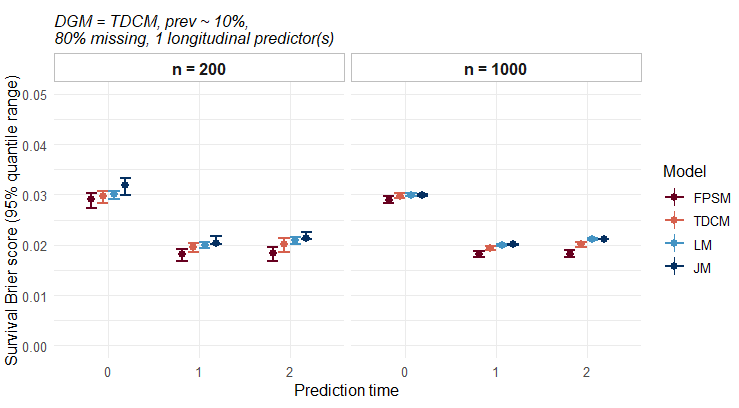 DGM = TDCM, prev ~ 10%,
80% missing, 1 longitudinal predictor(s)
n = 200
n = 1000
Survival Brier score (95% quantile range)
0.05
0.04
0.03
0.02
0.01
0.00
0 1 2
0 1 2
Prediction time
Model
FPSM
TDCM
LM
JM